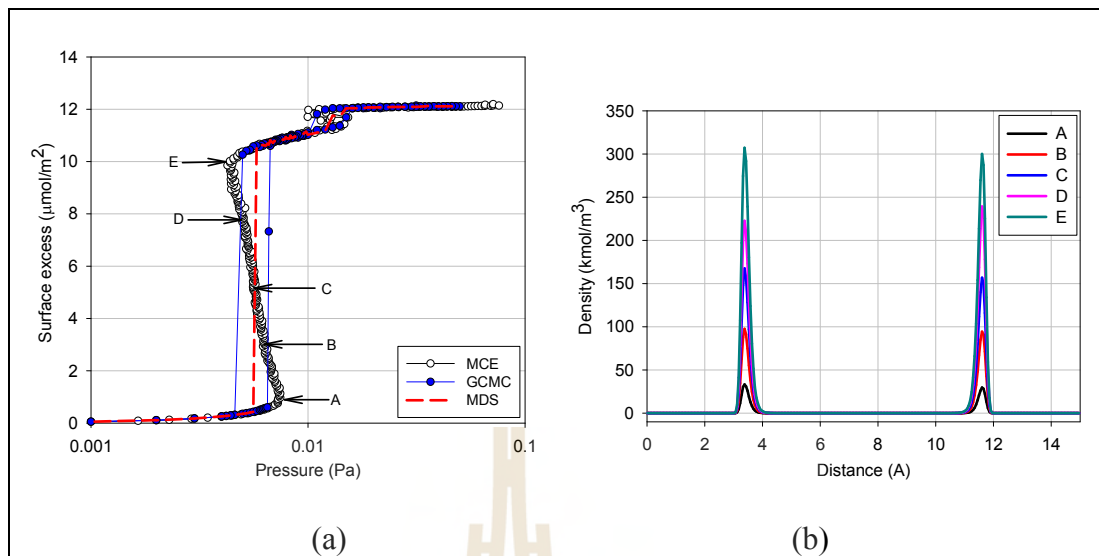 14
12
10
8
6
4
2
0
Surface excess (µmol/m²)
0.001
0.01
0.1
Pressure (Pa)
E
D
C
B
A
MCE
GCMC
MDS
(a)
350
300
250
200
150
100
50
0
Density (kmol/m³)
0
2
4
6
8
10
12
14
Distance (A)
A
B
C
D
E
(b)